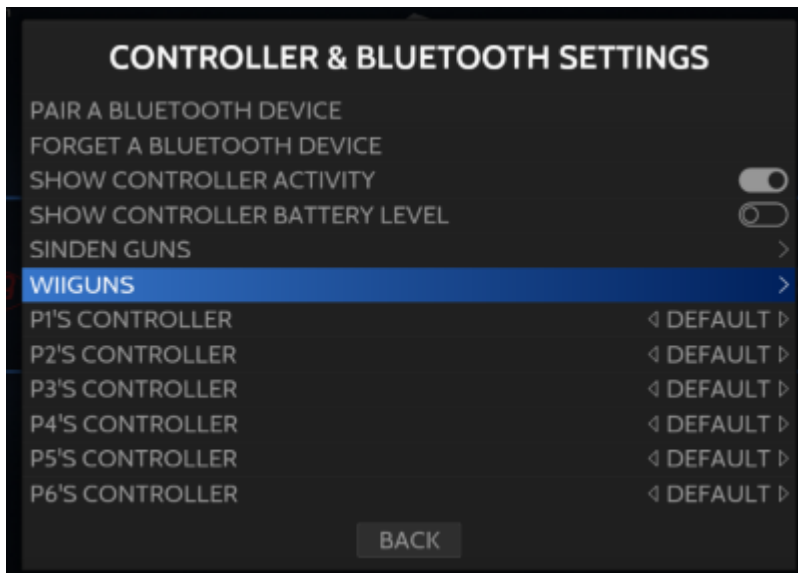 CONTROLLER & BLUETOOTH SETTINGS
PAIR A BLUETOOTH DEVICE
FORGET A BLUETOOTH DEVICE
SHOW CONTROLLER ACTIVITY
SHOW CONTROLLER BATTERY LEVEL
SINDEN GUNS
WIIGUNS
P1'S CONTROLLER DEFAULT
P2'S CONTROLLER DEFAULT
P3'S CONTROLLER DEFAULT
P4'S CONTROLLER DEFAULT
P5'S CONTROLLER DEFAULT
P6'S CONTROLLER DEFAULT
BACK